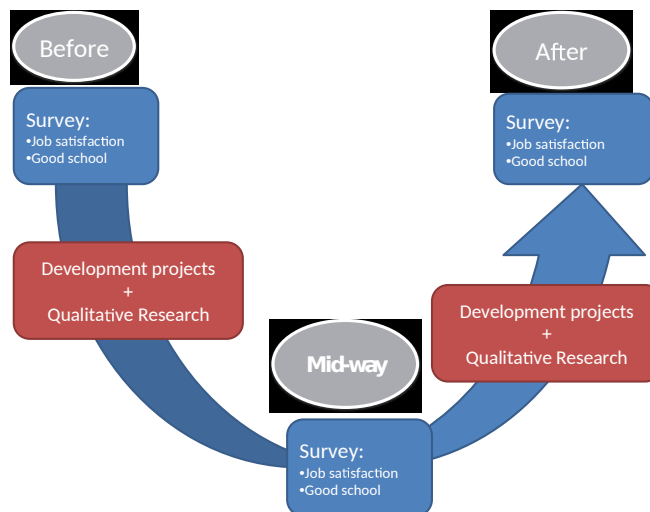 Before
Survey:
•Job satisfaction
•Good school
Development projects
+
Qualitative Research
Mid-way
Survey:
•Job satisfaction
•Good school
Development projects
+
Qualitative Research
After
Survey:
•Job satisfaction
•Good school